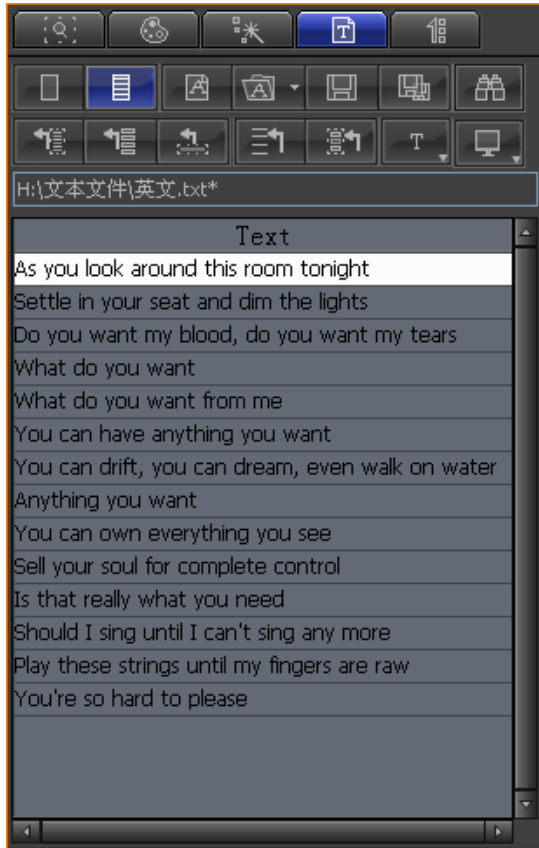 H:\文本文件\英文.txt*
Text
As you look around this room tonight
Settle in your seat and dim the lights
Do you want my blood, do you want my tears
What do you want
What do you want from me
You can have anything you want
You can drift, you can dream, even walk on water
Anything you want
You can own everything you see
Sell your soul for complete control
Is that really what you need
Should I sing until I can't sing any more
Play these strings until my fingers are raw
You're so hard to please